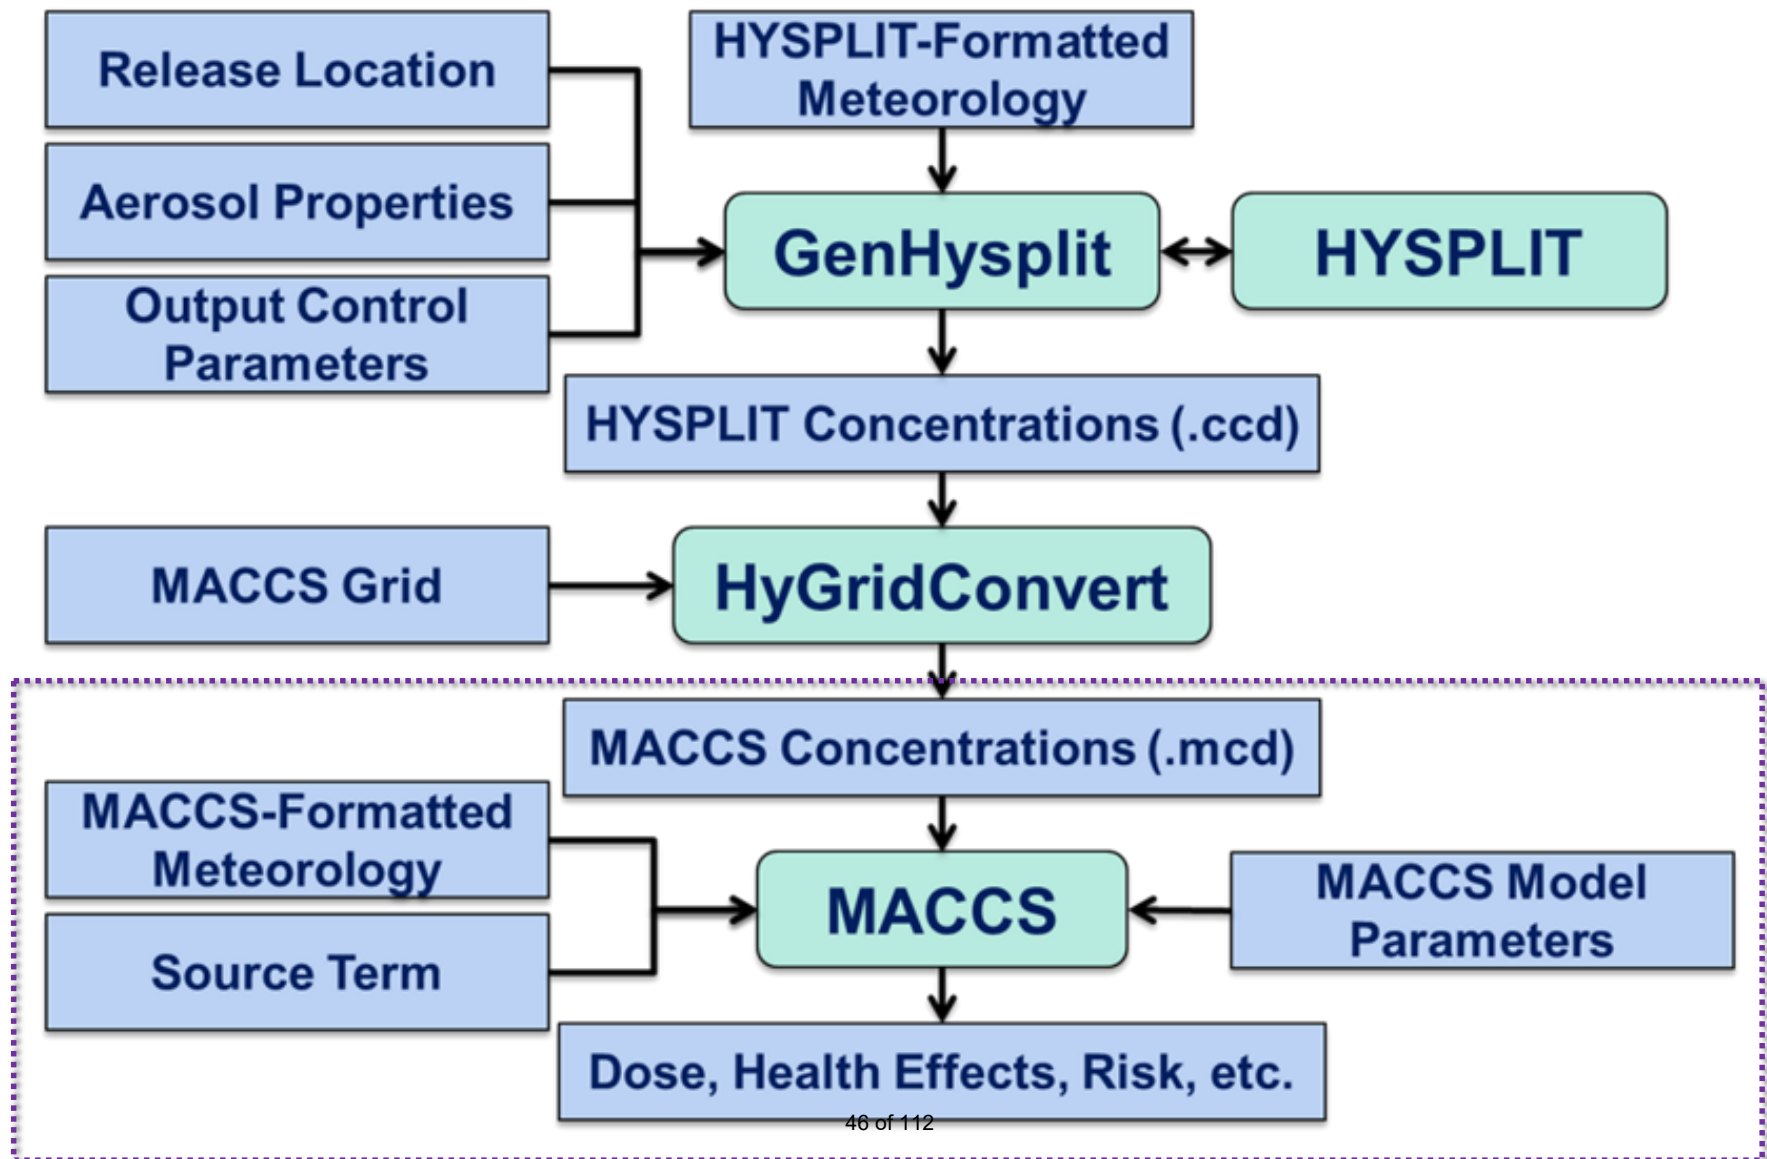 Release Location
HYSPLIT-Formatted
Meteorology
Aerosol Properties
GenHysplit
HYSPLIT
Output Control
Parameters
HYSPLIT Concentrations (.ccd)
MACCS Grid
HyGridConvert
MACCS Concentrations (.mcd)
MACCS-Formatted
Meteorology
MACCS
MACCS Model
Parameters
Source Term
Dose, Health Effects, Risk, etc.
46 of 112